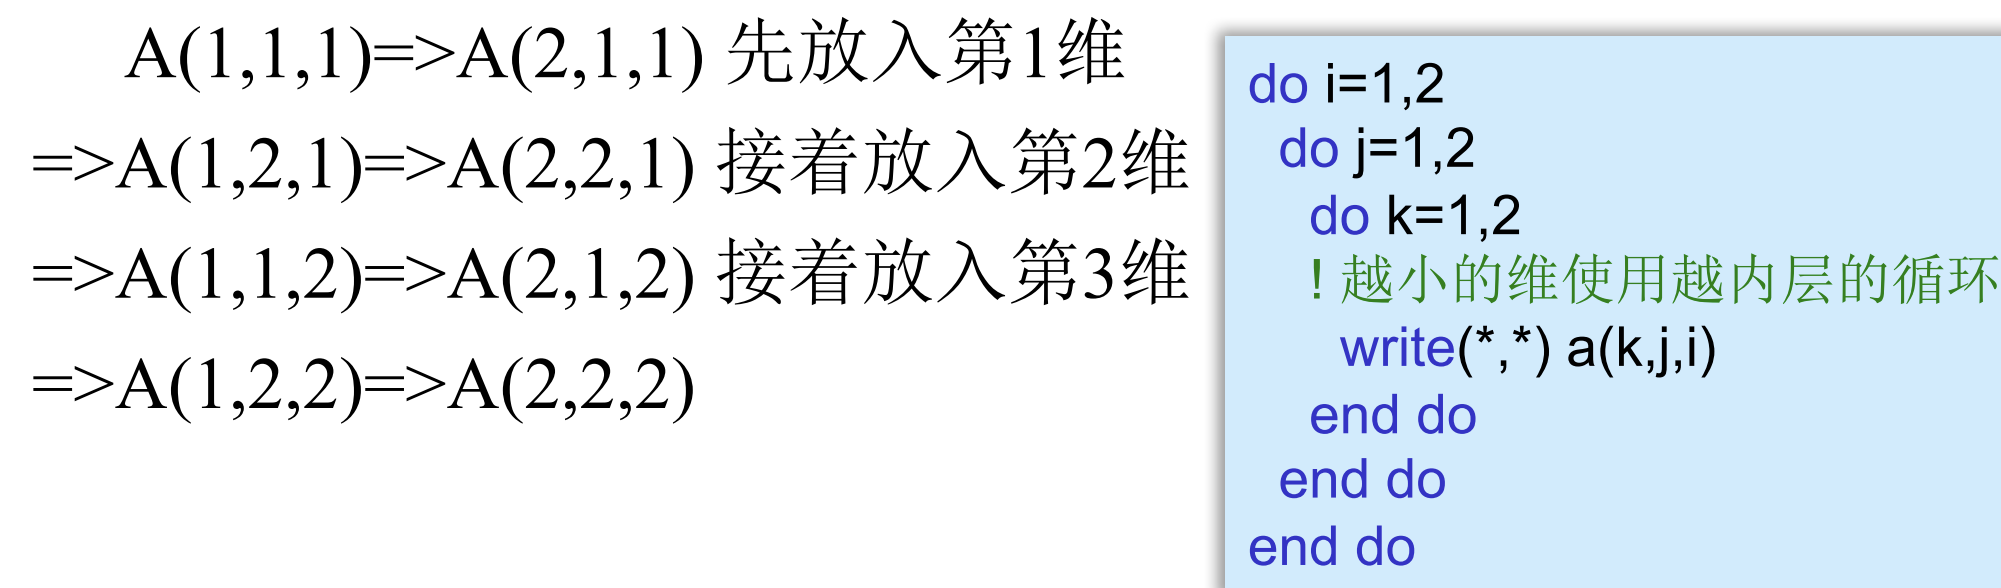 A(1,1,1)=>A(2,1,1) 先放入第1维
=>A(1,2,1)=>A(2,2,1) 接着放入第2维
=>A(1,1,2)=>A(2,1,2) 接着放入第3维
=>A(1,2,2)=>A(2,2,2)
do i=1,2
do j=1,2
do k=1,2
! 越小的维使用越内层的循环
write(*,*) a(k,j,i)
end do
end do
end do